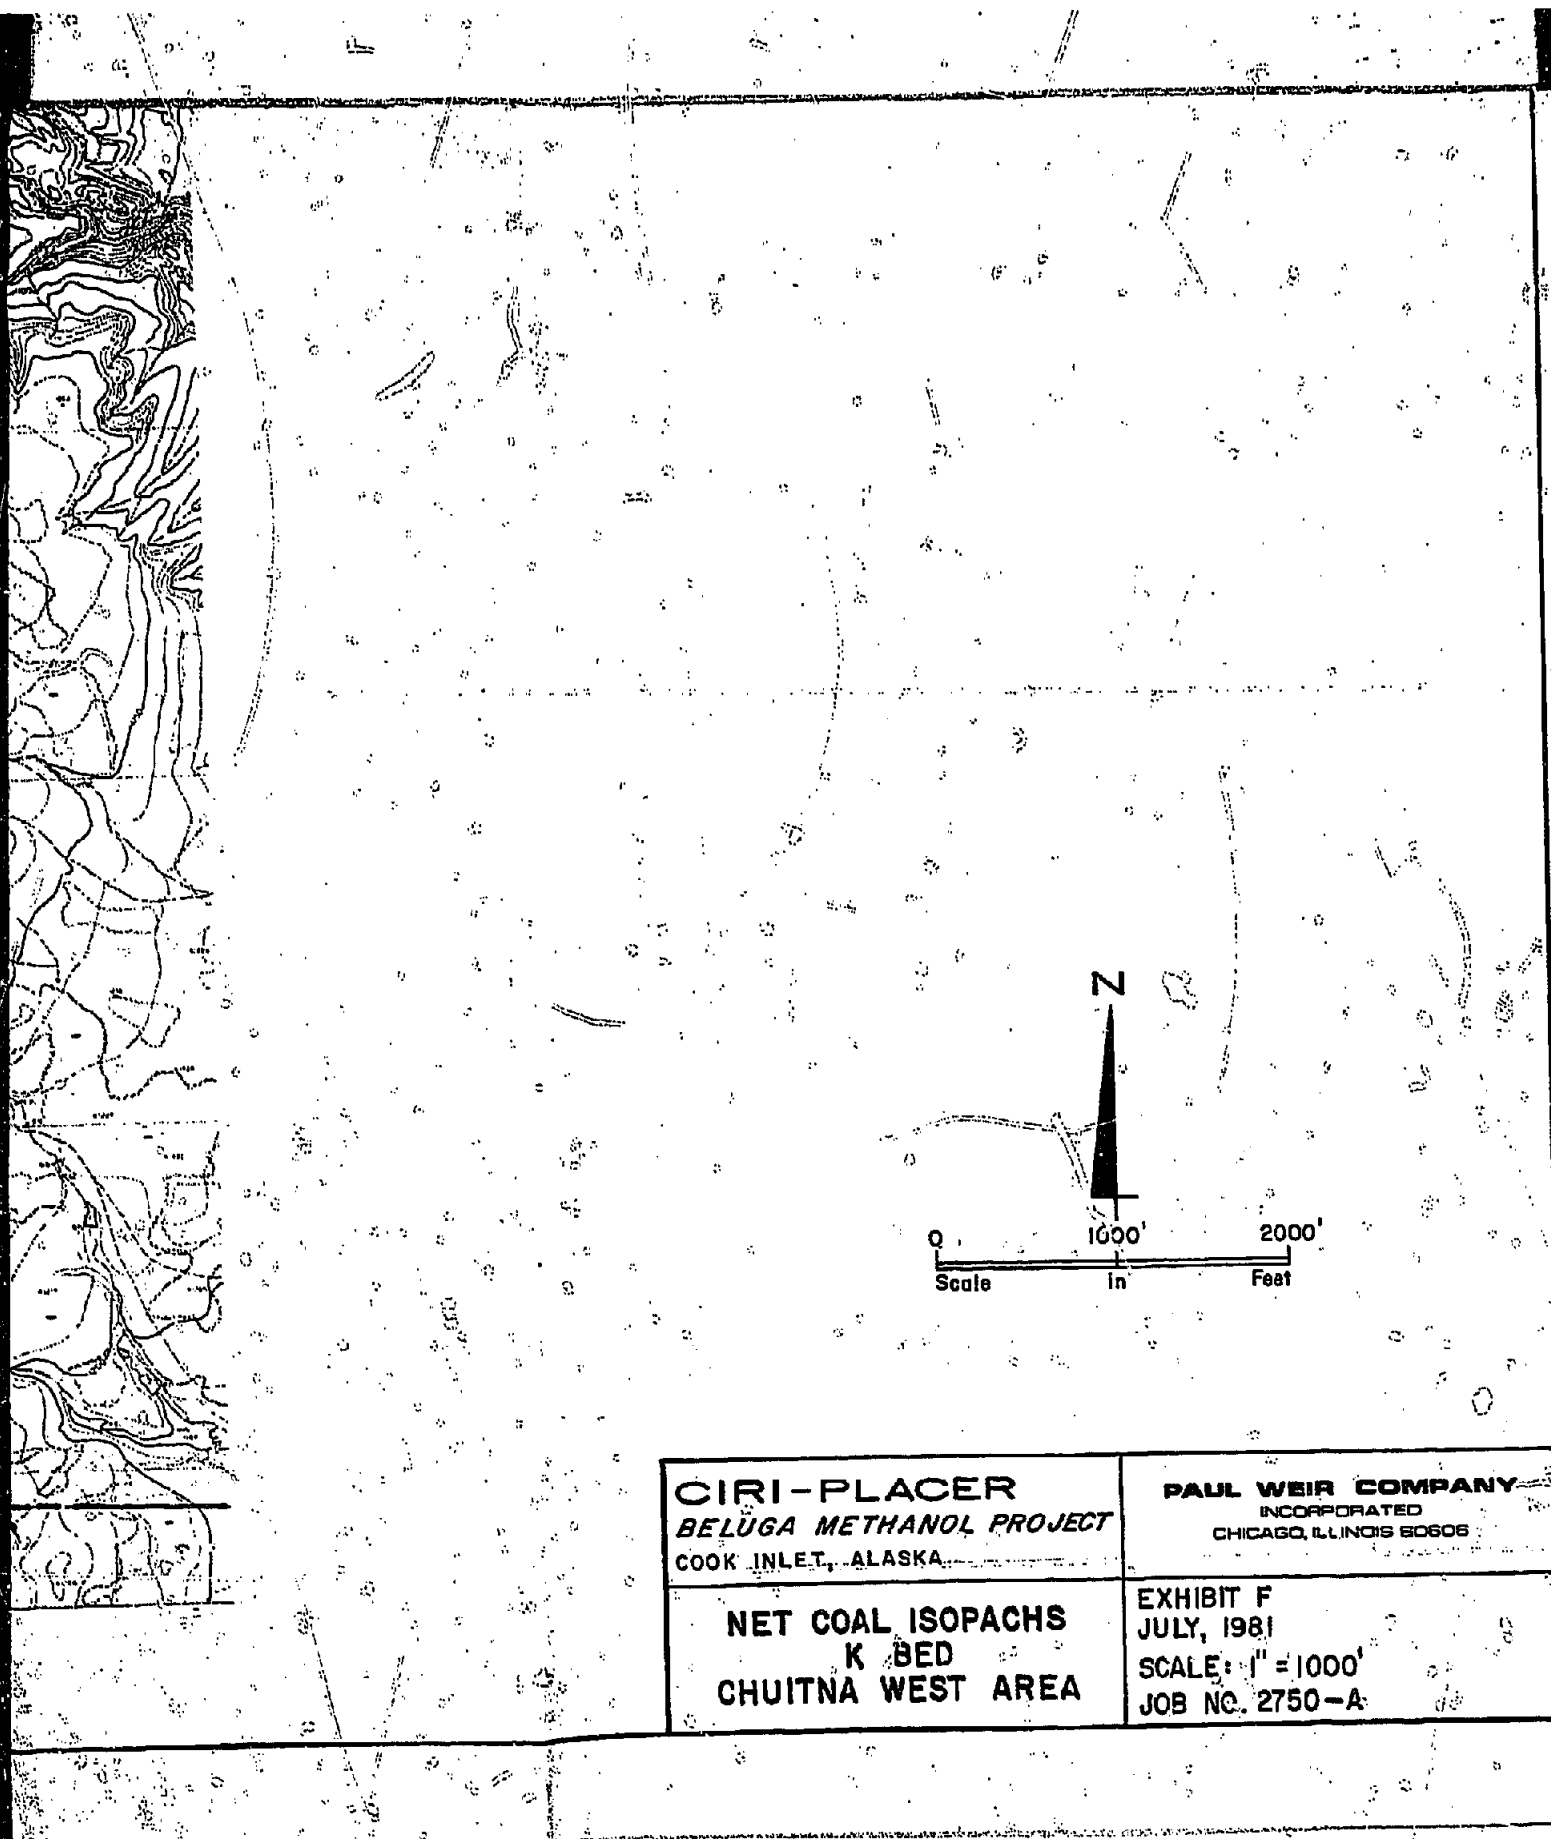 N
0 1000' 2000'
Scale in Feet
CIRI-PLACER
BELUGA METHANOL PROJECT
COOK INLET, ALASKA
PAUL WEIR COMPANY
INCORPORATED
CHICAGO, ILLINOIS 60606
NET COAL ISOPACHS
K BED
CHUITNA WEST AREA
EXHIBIT F
JULY, 1981
SCALE: 1" = 1000'
JOB NO. 2750-A